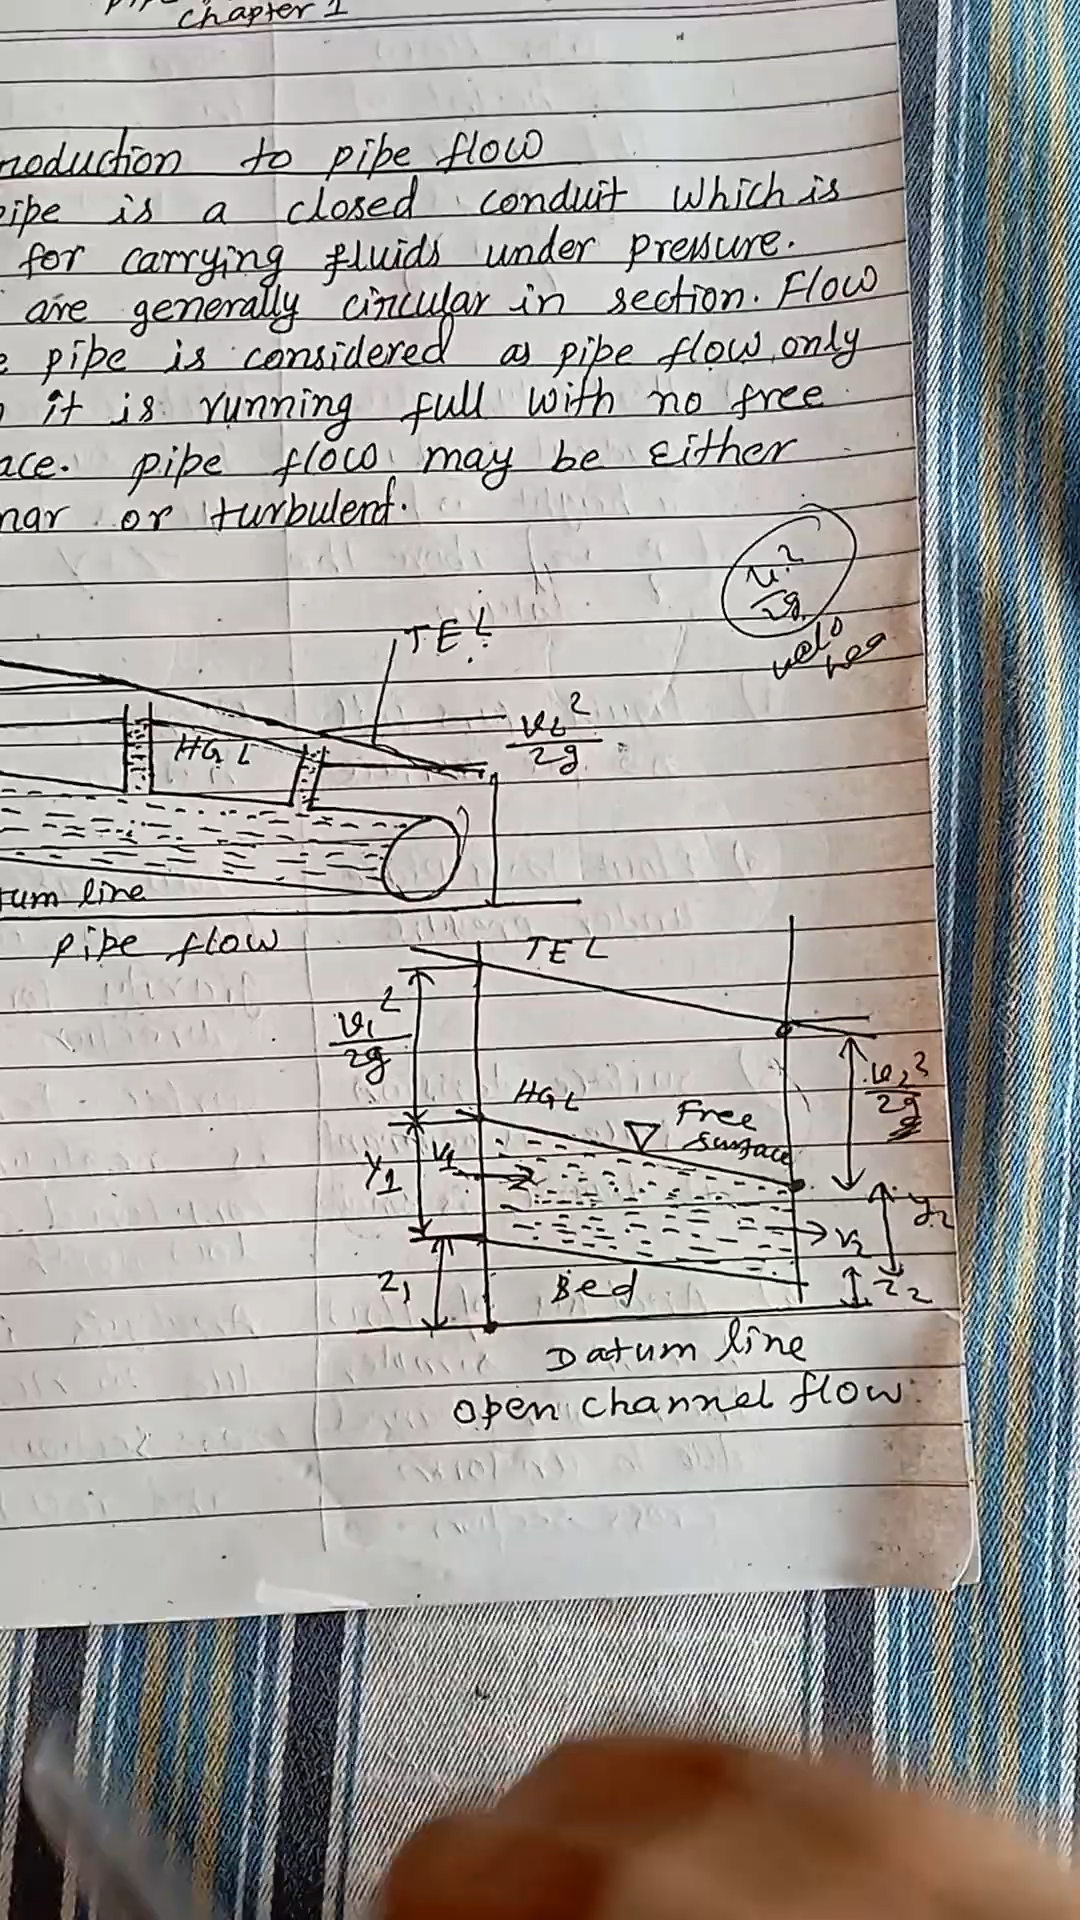 chapter 1
roduction to pipe flow
pipe is a closed conduit which is
for carrying fluids under pressure.
are generally circular in section. Flow
e pipe is considered as pipe flow only
it is running full with no free
ace. pipe flow may be either
nar or turbulent.
v²
2g
velo
TEL
HGL
v₂²
2g
tum line
pipe flow
TEL
v₁²
2g
HGL
Free
surface
v₂²
2g
y₁
v₁
y₂
v₂
z₁
Bed
z₂
Datum line
open channel flow